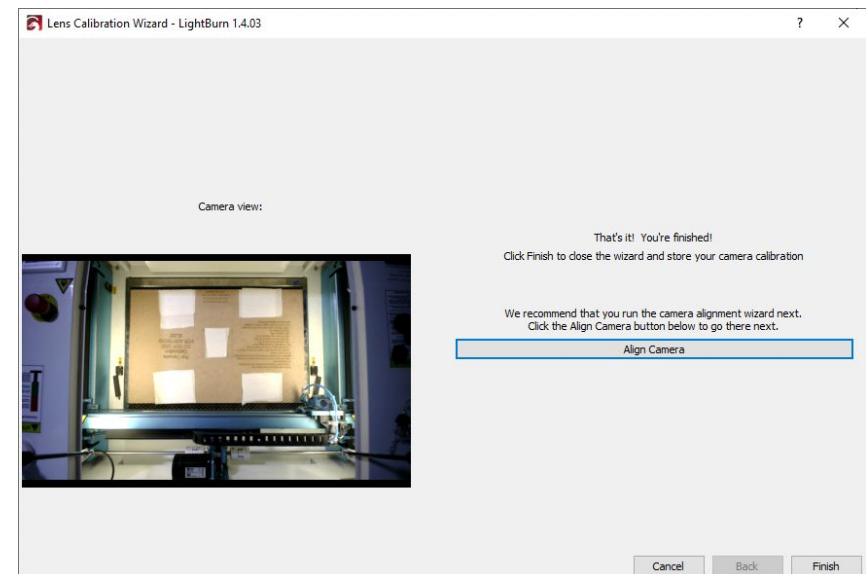 Lens Calibration Wizard - LightBurn 1.4.03
?
Camera view:
That's it! You're finished!
Click Finish to close the wizard and store your camera calibration
We recommend that you run the camera alignment wizard next.
Click the Align Camera button below to go there next.
Align Camera
Cancel
Back
Finish